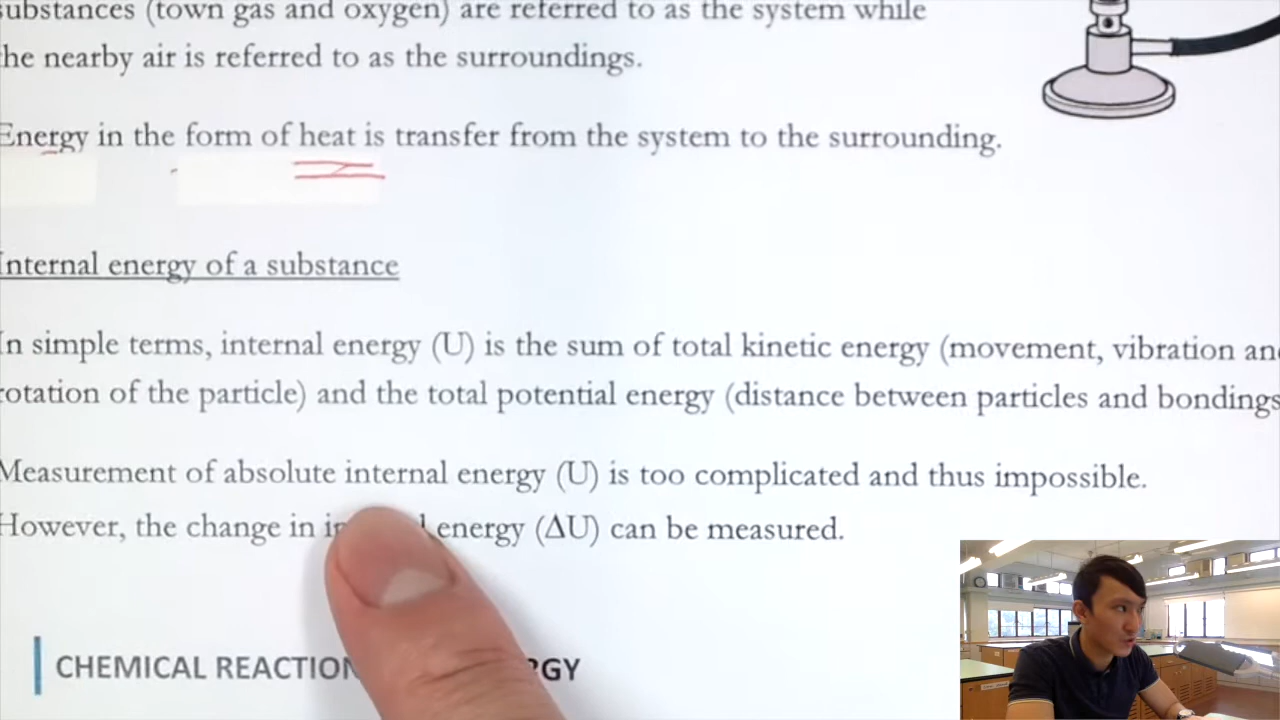 substances (town gas and oxygen) are referred to as the system while
the nearby air is referred to as the surroundings.
Energy in the form of heat is transfer from the system to the surrounding.
Internal energy of a substance
In simple terms, internal energy (U) is the sum of total kinetic energy (movement, vibration and
rotation of the particle) and the total potential energy (distance between particles and bondings
Measurement of absolute internal energy (U) is too complicated and thus impossible.
However, the change in energy (ΔU) can be measured.
CHEMICAL REACTION